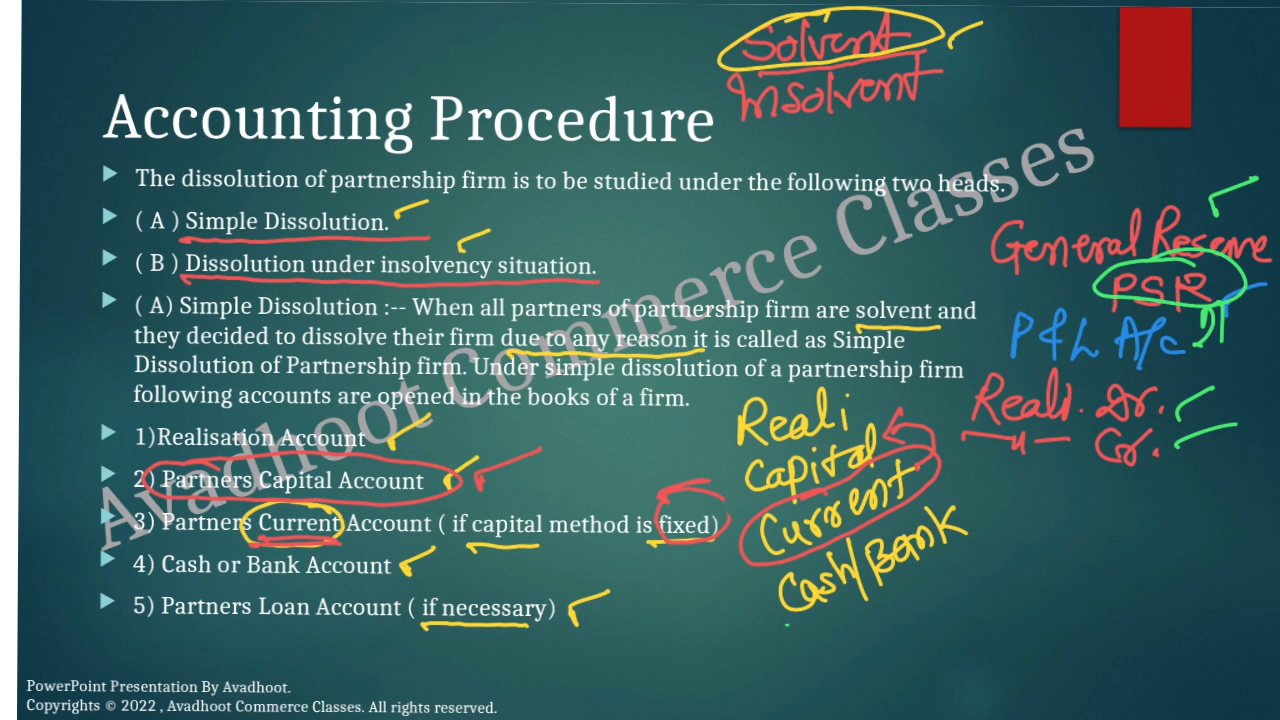 Solvent
Insolvent
Accounting Procedure
The dissolution of partnership firm is to be studied under the following two heads.
( A ) Simple Dissolution.
( B ) Dissolution under insolvency situation.
( A) Simple Dissolution :-- When all partners of partnership firm are solvent and
they decided to dissolve their firm due to any reason it is called as Simple
Dissolution of Partnership firm. Under simple dissolution of a partnership firm
following accounts are opened in the books of a firm.
1)Realisation Account
2) Partners Capital Account
3) Partners Current Account ( if capital method is fixed)
4) Cash or Bank Account
5) Partners Loan Account ( if necessary)
General Reserve
PSR
P & L A/c
Reali. Dr.
Cr.
Reali
Capital
Current
Cash/Bank
Avadhoot Commerce Classes
PowerPoint Presentation By Avadhoot.
Copyrights © 2022 , Avadhoot Commerce Classes. All rights reserved.